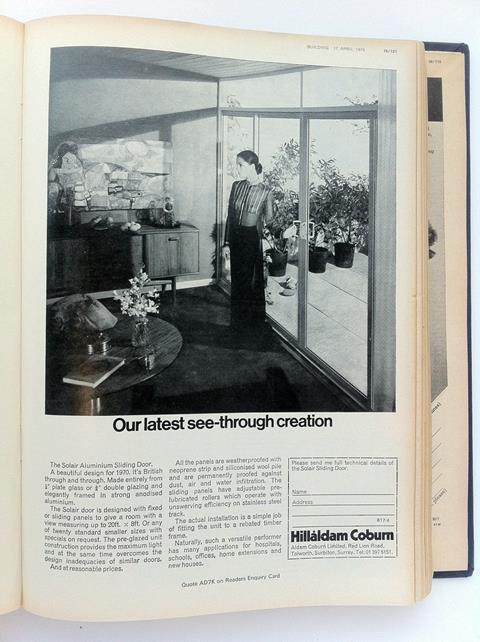 BUILDING 17 APRIL 1970
Our latest see-through creation
The Solair Aluminium Sliding Door.
A beautiful design for 1970. It's British
through and through. Made entirely from
plate glass or 1" double glazing and
elegantly framed in strong anodised
aluminium.
The Solair door is designed with fixed
or sliding panels to give a room with a
view measuring up to 20ft. × 8ft. Or any
of twenty standard smaller sizes with
specials on request. The pre-glazed unit
construction provides the maximum light
and at the same time overcomes the
design inadequacies of similar doors.
And at reasonable prices.
All the panels are weatherproofed with
neoprene strip and siliconised wool pile
and are permanently proofed against
dust, air and water infiltration. The
sliding panels have adjustable pre-
lubricated rollers which operate with
unswerving efficiency on stainless steel
track.
The actual installation is a simple job
of fitting the unit to a rebated timber
frame.
Naturally, such a versatile performer
has many applications for hospitals,
schools, offices, home extensions and
new houses.
Please send me full technical details of
the Solair Sliding Door.
Name
Address
B17·4
Hilláldam Coburn
Aldam Coburn Limited, Red Lion Road,
Tolworth, Surbiton, Surrey. Tel: 01 397 5151.
Quote AD7K on Readers Enquiry Card